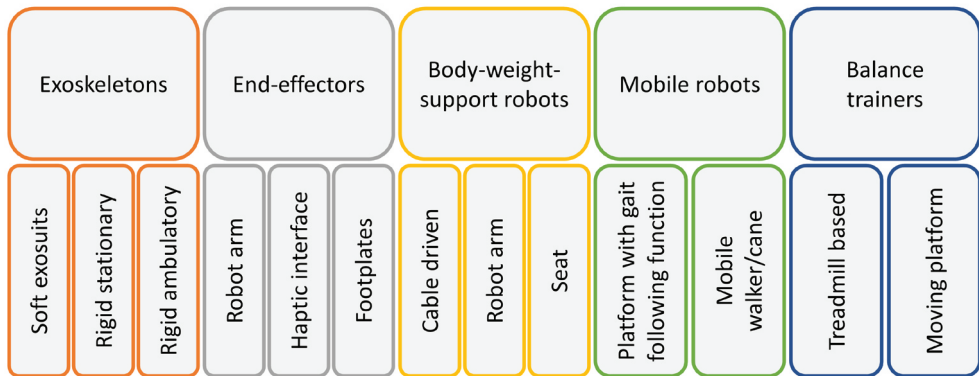 Exoskeletons
End-effectors
Body-weight-
support robots
Mobile robots
Balance
trainers
Soft exosuits
Rigid stationary
Rigid ambulatory
Robot arm
Haptic interface
Footplates
Cable driven
Robot arm
Seat
Platform with gait
following function
Mobile
walker/cane
Treadmill based
Moving platform